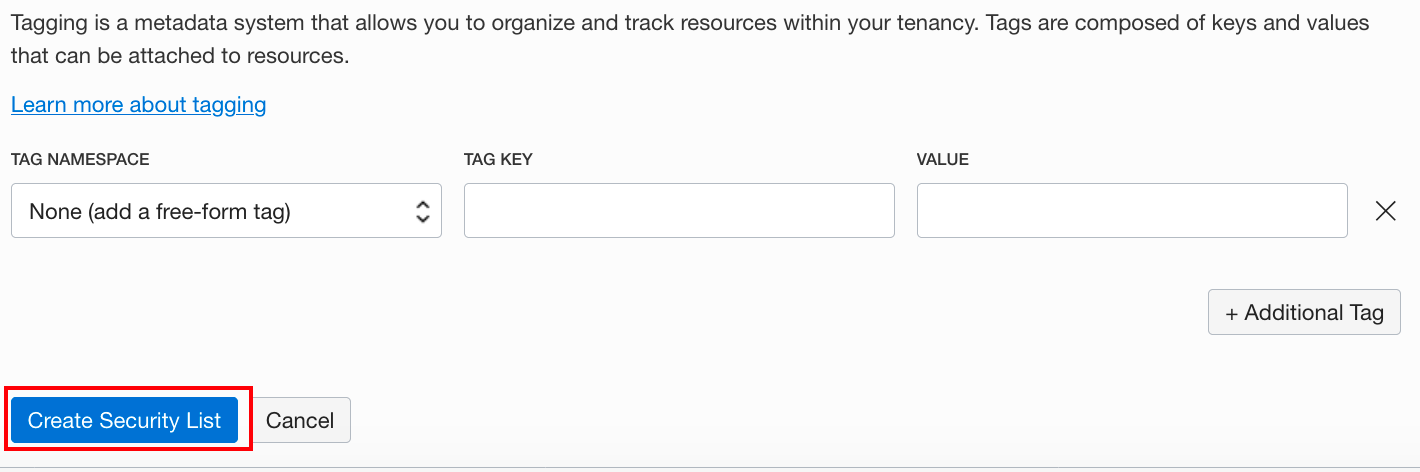 Tagging is a metadata system that allows you to organize and track resources within your tenancy. Tags are composed of keys and values
that can be attached to resources.
Learn more about tagging
TAG NAMESPACE TAG KEY VALUE
None (add a free-form tag)
+ Additional Tag
Create Security List Cancel